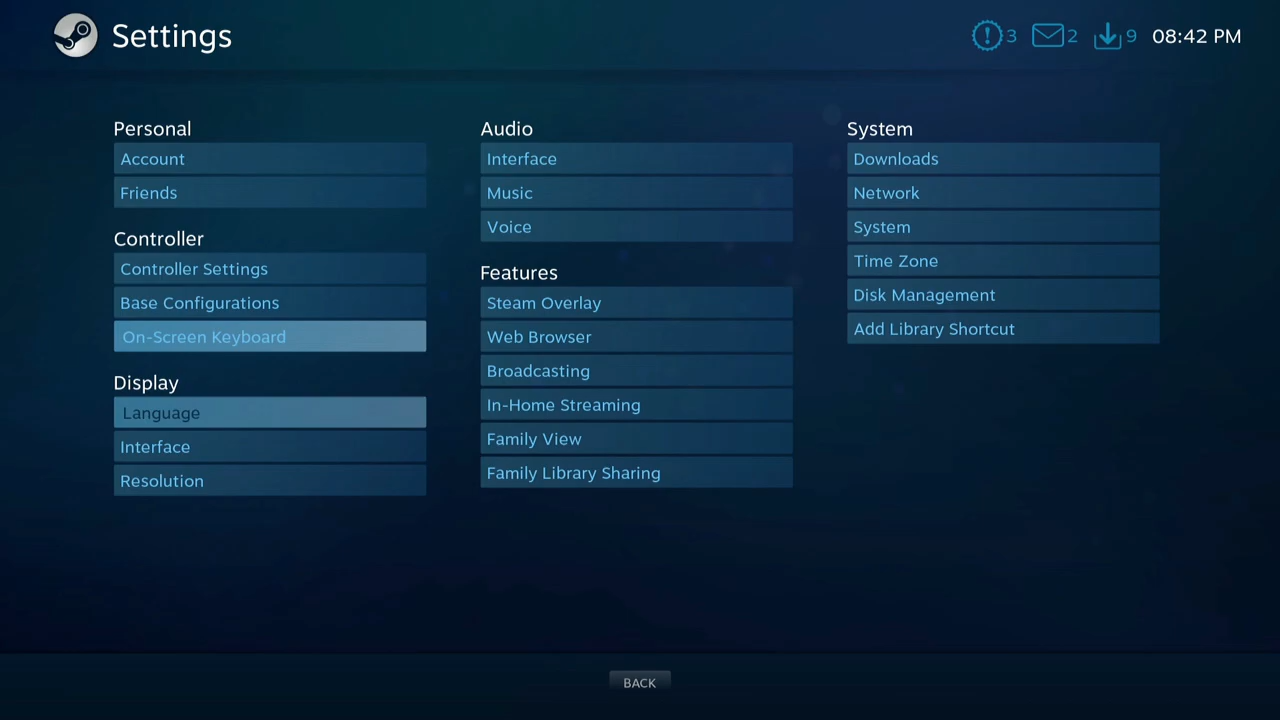 Settings
3 2 9 08:42 PM
Personal
Account
Friends
Controller
Controller Settings
Base Configurations
On-Screen Keyboard
Display
Language
Interface
Resolution
Audio
Interface
Music
Voice
Features
Steam Overlay
Web Browser
Broadcasting
In-Home Streaming
Family View
Family Library Sharing
System
Downloads
Network
System
Time Zone
Disk Management
Add Library Shortcut
BACK